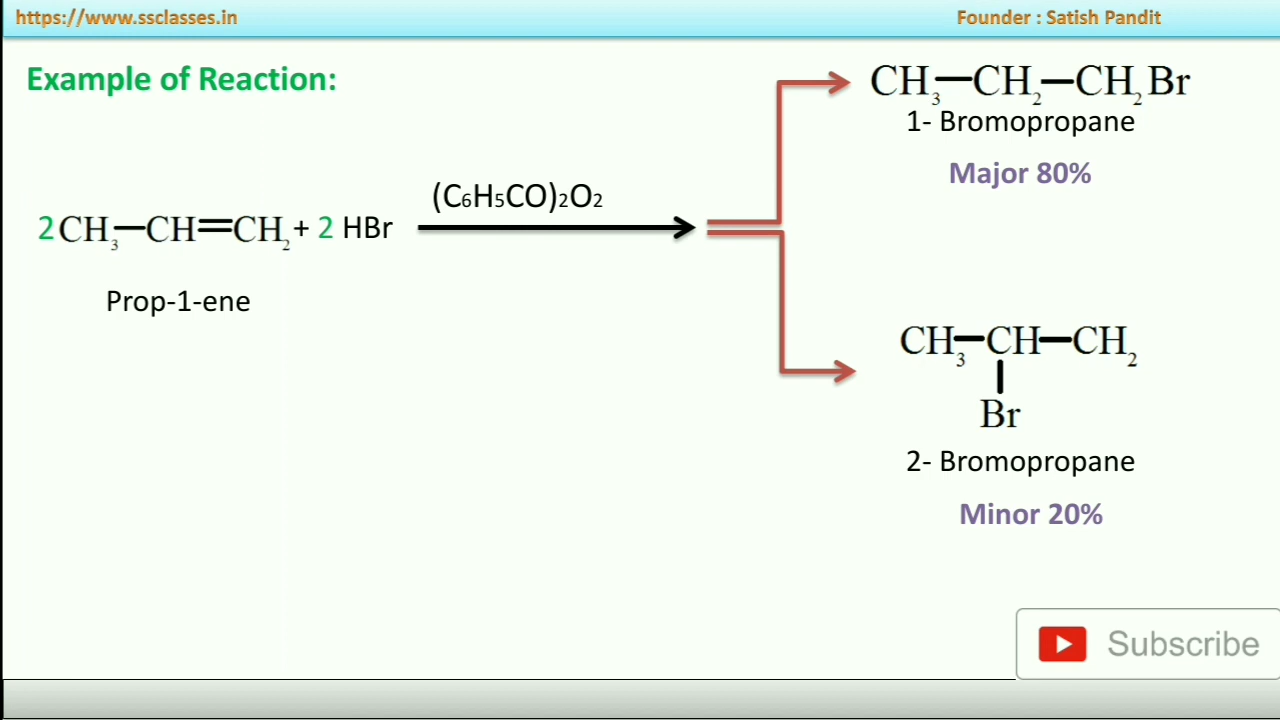 https://www.ssclasses.in
Founder : Satish Pandit
Example of Reaction:
CH₃—CH₂—CH₂Br
1- Bromopropane
Major 80%
(C₆H₅CO)₂O₂
2CH₃—CH=CH₂ + 2 HBr
Prop-1-ene
CH₃—CH—CH₂
Br
2- Bromopropane
Minor 20%
Subscribe